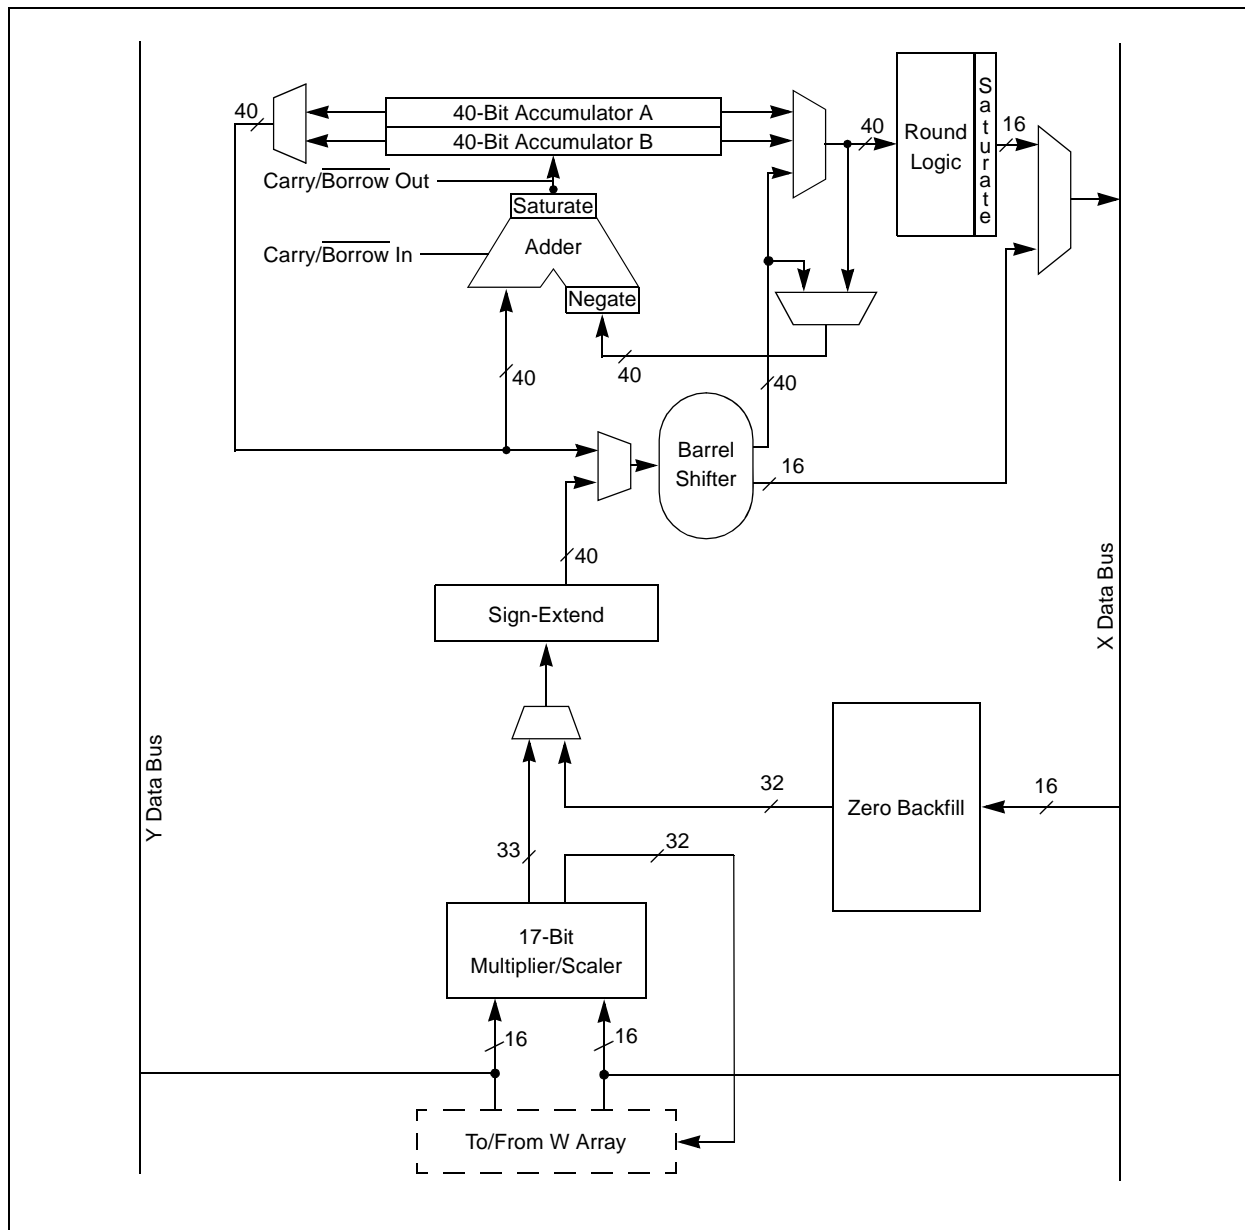 40
40-Bit Accumulator A
40-Bit Accumulator B
Carry/Borrow Out
Saturate
Carry/Borrow In
Adder
Negate
40
Round
Logic
Saturate
16
40
40
40
Barrel
Shifter
16
40
Sign-Extend
X Data Bus
Y Data Bus
33
32
32
Zero Backfill
16
17-Bit
Multiplier/Scaler
16
16
To/From W Array